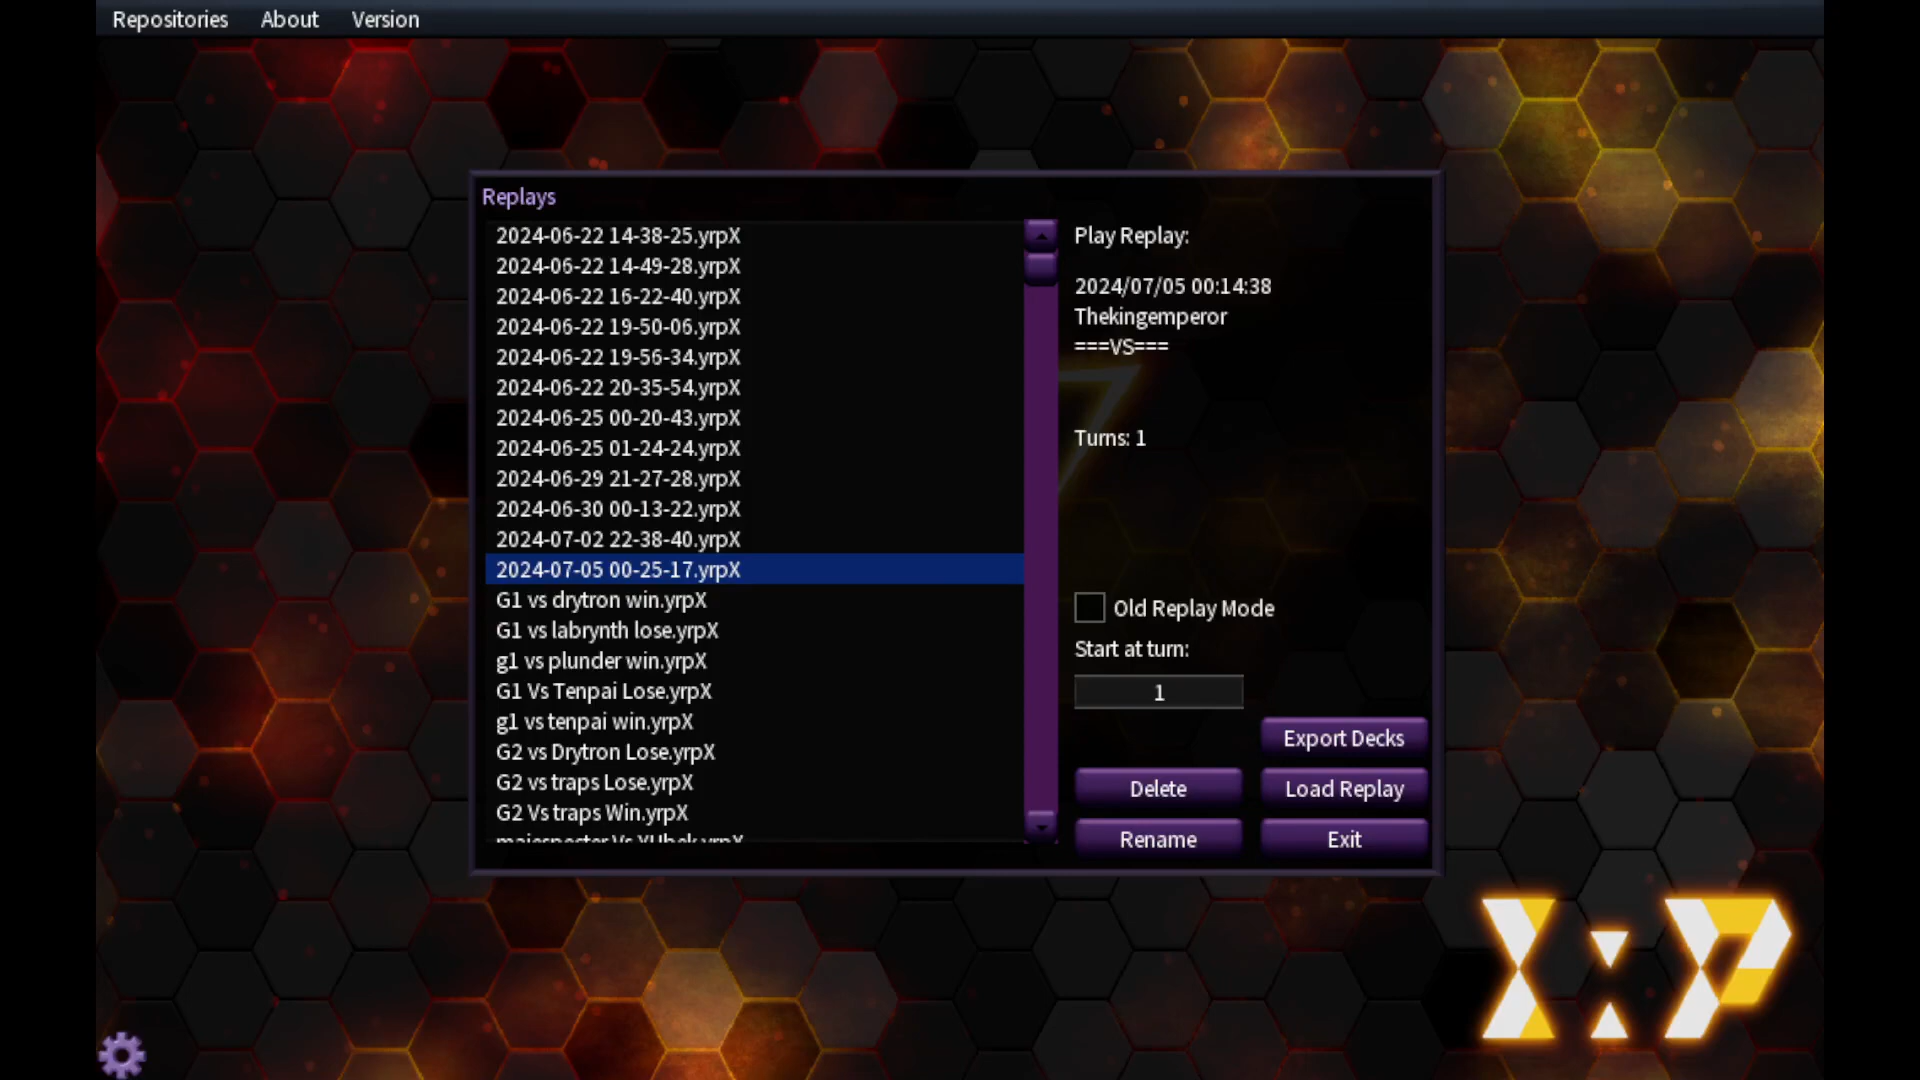 Repositories About Version
Replays
2024-06-22 14-38-25.yrpX
2024-06-22 14-49-28.yrpX
2024-06-22 16-22-40.yrpX
2024-06-22 19-50-06.yrpX
2024-06-22 19-56-34.yrpX
2024-06-22 20-35-54.yrpX
2024-06-25 00-20-43.yrpX
2024-06-25 01-24-24.yrpX
2024-06-29 21-27-28.yrpX
2024-06-30 00-13-22.yrpX
2024-07-02 22-38-40.yrpX
2024-07-05 00-25-17.yrpX
G1 vs drytron win.yrpX
G1 vs labrynth lose.yrpX
g1 vs plunder win.yrpX
G1 Vs Tenpai Lose.yrpX
g1 vs tenpai win.yrpX
G2 vs Drytron Lose.yrpX
G2 vs traps Lose.yrpX
G2 Vs traps Win.yrpX
Play Replay:
2024/07/05 00:14:38
Thekingemperor
===VS===
Turns: 1
Old Replay Mode
Start at turn:
1
Export Decks
Delete
Load Replay
Rename
Exit
X:P